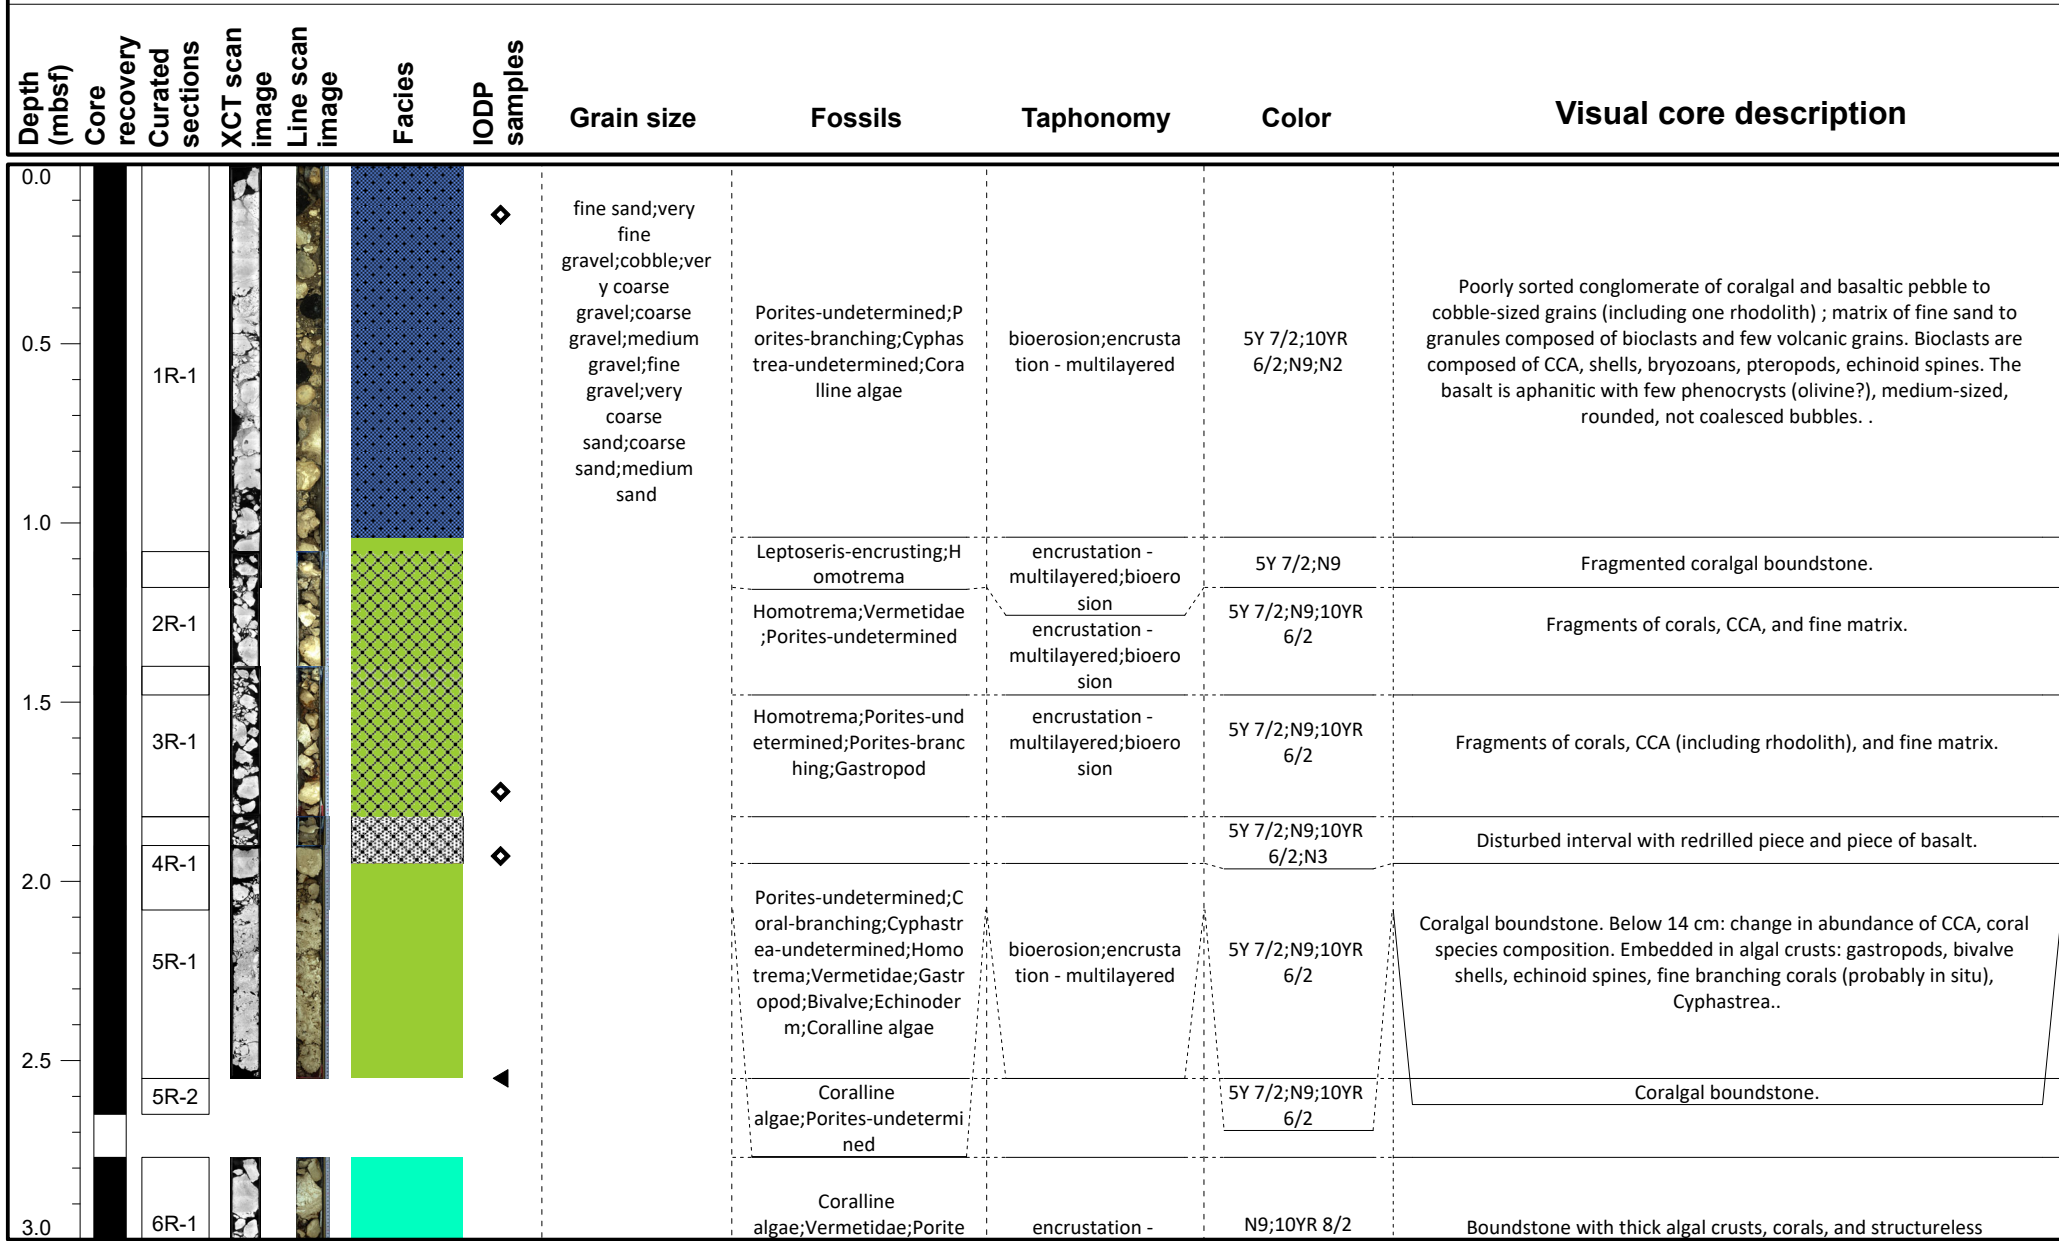 Depth (mbsf)
Core recovery
Curated sections
XCT scan image
Line scan image
Facies
IODP samples
Grain size
Fossils
Taphonomy
Color
Visual core description
0.0
0.5
1.0
1.5
2.0
2.5
3.0
1R-1
2R-1
3R-1
4R-1
5R-1
5R-2
6R-1
fine sand;very
fine
gravel;cobble;ver
y coarse
gravel;coarse
gravel;medium
gravel;fine
gravel;very
coarse
sand;coarse
sand;medium
sand
Porites-undetermined;P
orites-branching;Cyphas
trea-undetermined;Cora
lline algae
bioerosion;encrusta
tion - multilayered
5Y 7/2;10YR
6/2;N9;N2
Poorly sorted conglomerate of coralgal and basaltic pebble to
cobble-sized grains (including one rhodolith) ; matrix of fine sand to
granules composed of bioclasts and few volcanic grains. Bioclasts are
composed of CCA, shells, bryozoans, pteropods, echinoid spines. The
basalt is aphanitic with few phenocrysts (olivine?), medium-sized,
rounded, not coalesced bubbles. .
Leptoseris-encrusting;H
omotrema
encrustation -
multilayered;bioero
sion
5Y 7/2;N9
Fragmented coralgal boundstone.
Homotrema;Vermetidae
;Porites-undetermined
encrustation -
multilayered;bioero
sion
5Y 7/2;N9;10YR
6/2
Fragments of corals, CCA, and fine matrix.
Homotrema;Porites-und
etermined;Porites-branc
hing;Gastropod
encrustation -
multilayered;bioero
sion
5Y 7/2;N9;10YR
6/2
Fragments of corals, CCA (including rhodolith), and fine matrix.
5Y 7/2;N9;10YR
6/2;N3
Disturbed interval with redrilled piece and piece of basalt.
Porites-undetermined;C
oral-branching;Cyphastr
ea-undetermined;Homo
trema;Vermetidae;Gastr
opod;Bivalve;Echinoder
m;Coralline algae
bioerosion;encrusta
tion - multilayered
5Y 7/2;N9;10YR
6/2
Coralgal boundstone. Below 14 cm: change in abundance of CCA, coral
species composition. Embedded in algal crusts: gastropods, bivalve
shells, echinoid spines, fine branching corals (probably in situ),
Cyphastrea..
Coralline
algae;Porites-undetermi
ned
5Y 7/2;N9;10YR
6/2
Coralgal boundstone.
Coralline
algae;Vermetidae;Porite
encrustation -
N9;10YR 8/2
Boundstone with thick algal crusts, corals, and structureless